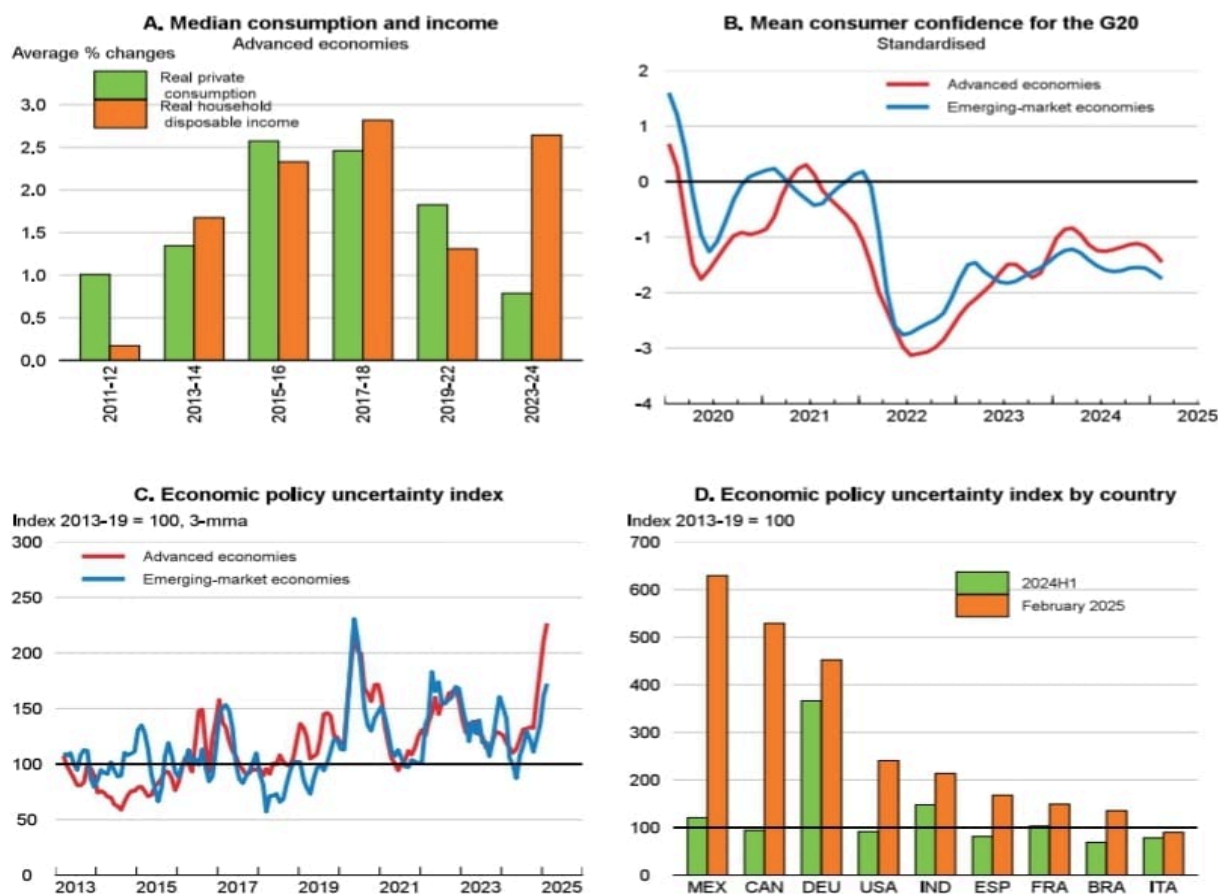 A. Median consumption and income
Advanced economies
Average % changes
Real private
consumption
Real household
disposable income
3.0
2.5
2.0
1.5
1.0
0.5
0.0
2011-12
2013-14
2015-16
2017-18
2019-22
2023-24
B. Mean consumer confidence for the G20
Standardised
Advanced economies
Emerging-market economies
2
1
0
-1
-2
-3
-4
2020
2021
2022
2023
2024
2025
C. Economic policy uncertainty index
Index 2013-19 = 100, 3-mma
Advanced economies
Emerging-market economies
300
250
200
150
100
50
0
2013
2015
2017
2019
2021
2023
2025
D. Economic policy uncertainty index by country
Index 2013-19 = 100
2024H1
February 2025
700
600
500
400
300
200
100
0
MEX
CAN
DEU
USA
IND
ESP
FRA
BRA
ITA